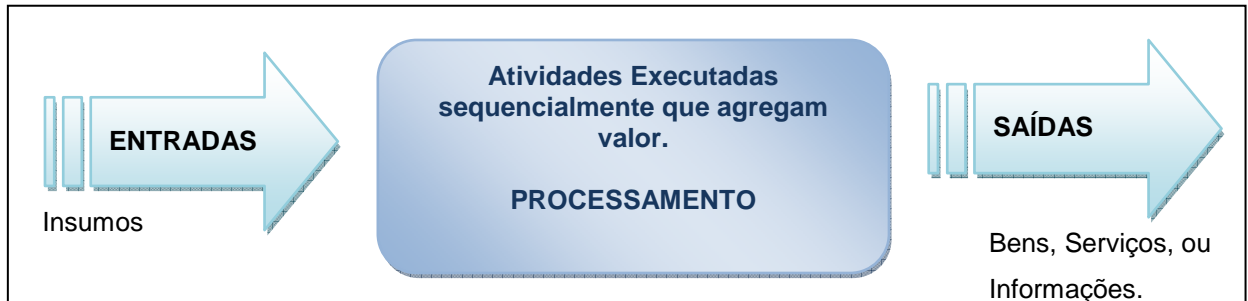 ENTRADAS
Insumos
Atividades Executadas
sequencialmente que agregam
valor.
PROCESSAMENTO
SAÍDAS
Bens, Serviços, ou
Informações.